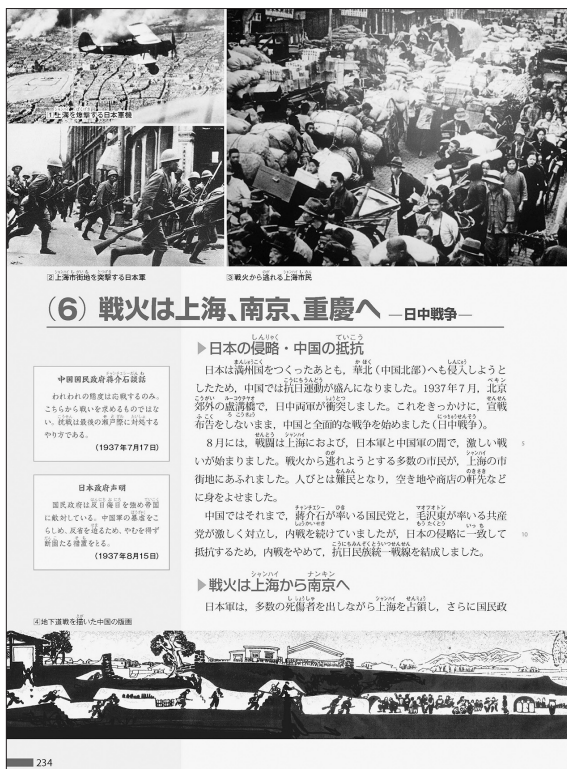 ①上海を爆撃する日本軍機
②上海市街地を突撃する日本軍
③戦火から逃れる上海市民
(6) 戦火は上海、南京、重慶へ —日中戦争—
中国国民政府蔣介石談話
われわれの態度は応戦するのみ。
こちらから戦いを求めるものではな
い。抗戦は最後の瀬戸際に対処する
やり方である。
(1937年7月17日)
日本政府声明
国民政府は反日侮日を強め帝国
に敵対している。中国軍の暴虐をこ
らしめ、反省を迫るため、やむを得ず
断固たる措置をとる。
(1937年8月15日)
▶日本の侵略・中国の抵抗
日本は満州国をつくったあとも，華北(中国北部)へも侵入しようと
したため，中国では抗日運動が盛んになりました。1937年7月，北京
郊外の盧溝橋で，日中両軍が衝突しました。これをきっかけに，宣戦
布告をしないまま，中国と全面的な戦争を始めました(日中戦争)。
8月には，戦闘は上海におよび，日本軍と中国軍の間で，激しい戦 5
いが始まりました。戦火から逃れようとする多数の市民が，上海の市
街地にあふれました。人びとは難民となり，空き地や商店の軒先など
に身をよせました。
中国ではそれまで，蔣介石が率いる国民党と，毛沢東が率いる共産
党が激しく対立し，内戦を続けていましたが，日本の侵略に一致して 10
抵抗するため，内戦をやめて，抗日民族統一戦線を結成しました。
▶戦火は上海から南京へ
日本軍は，多数の死傷者を出しながら上海を占領し，さらに国民政
④地下道戦を描いた中国の版画
234